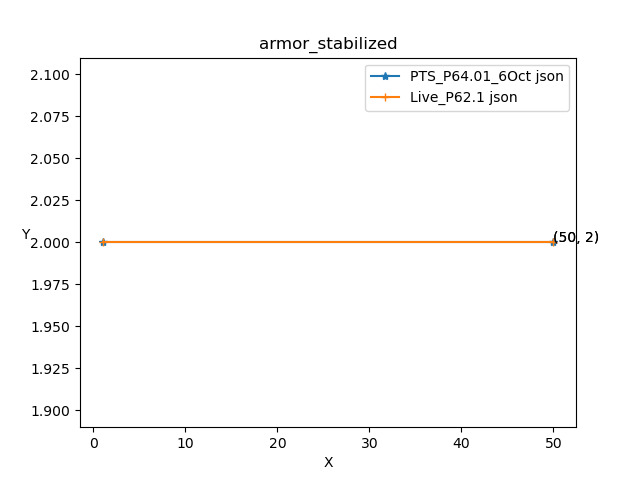 armor_stabilized
PTS_P64.01_6Oct json
Live_P62.1 json
2.100
2.075
2.050
2.025
2.000
1.975
1.950
1.925
1.900
Y
(50, 2)
0 10 20 30 40 50
X